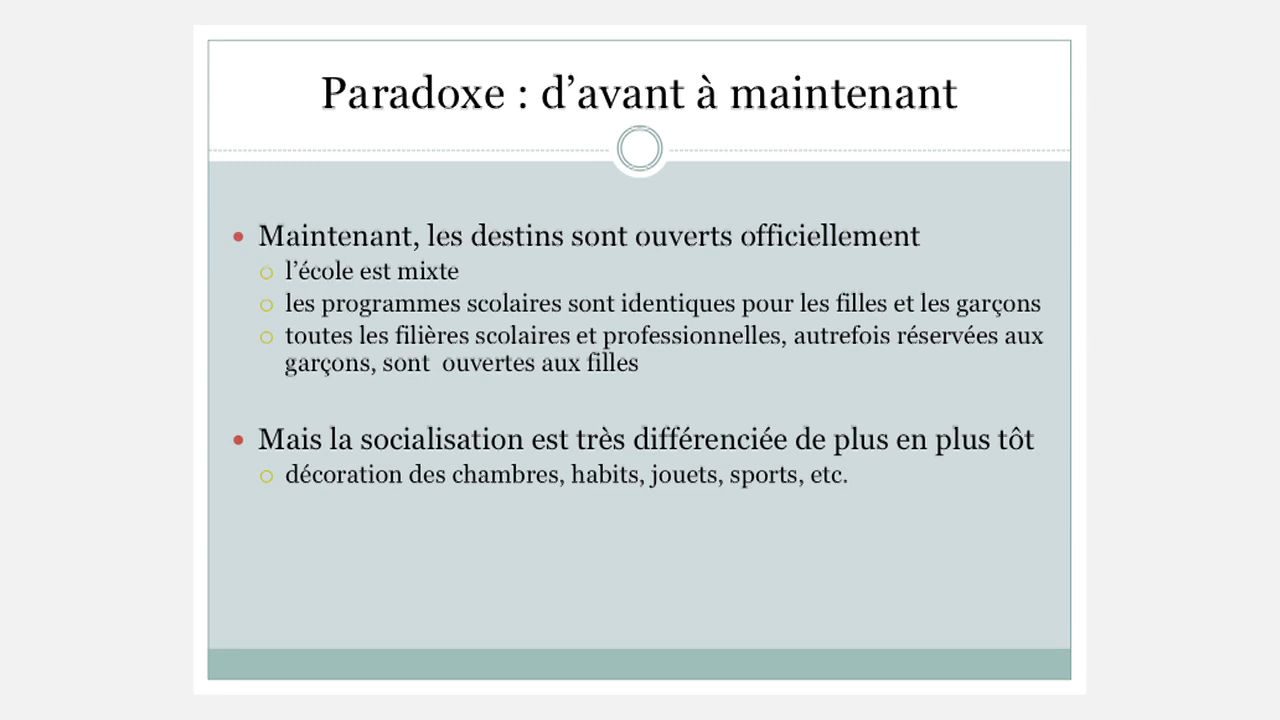 Paradoxe : d’avant à maintenant
Maintenant, les destins sont ouverts officiellement
l’école est mixte
les programmes scolaires sont identiques pour les filles et les garçons
toutes les filières scolaires et professionnelles, autrefois réservées aux
garçons, sont  ouvertes aux filles
Mais la socialisation est très différenciée de plus en plus tôt
décoration des chambres, habits, jouets, sports, etc.